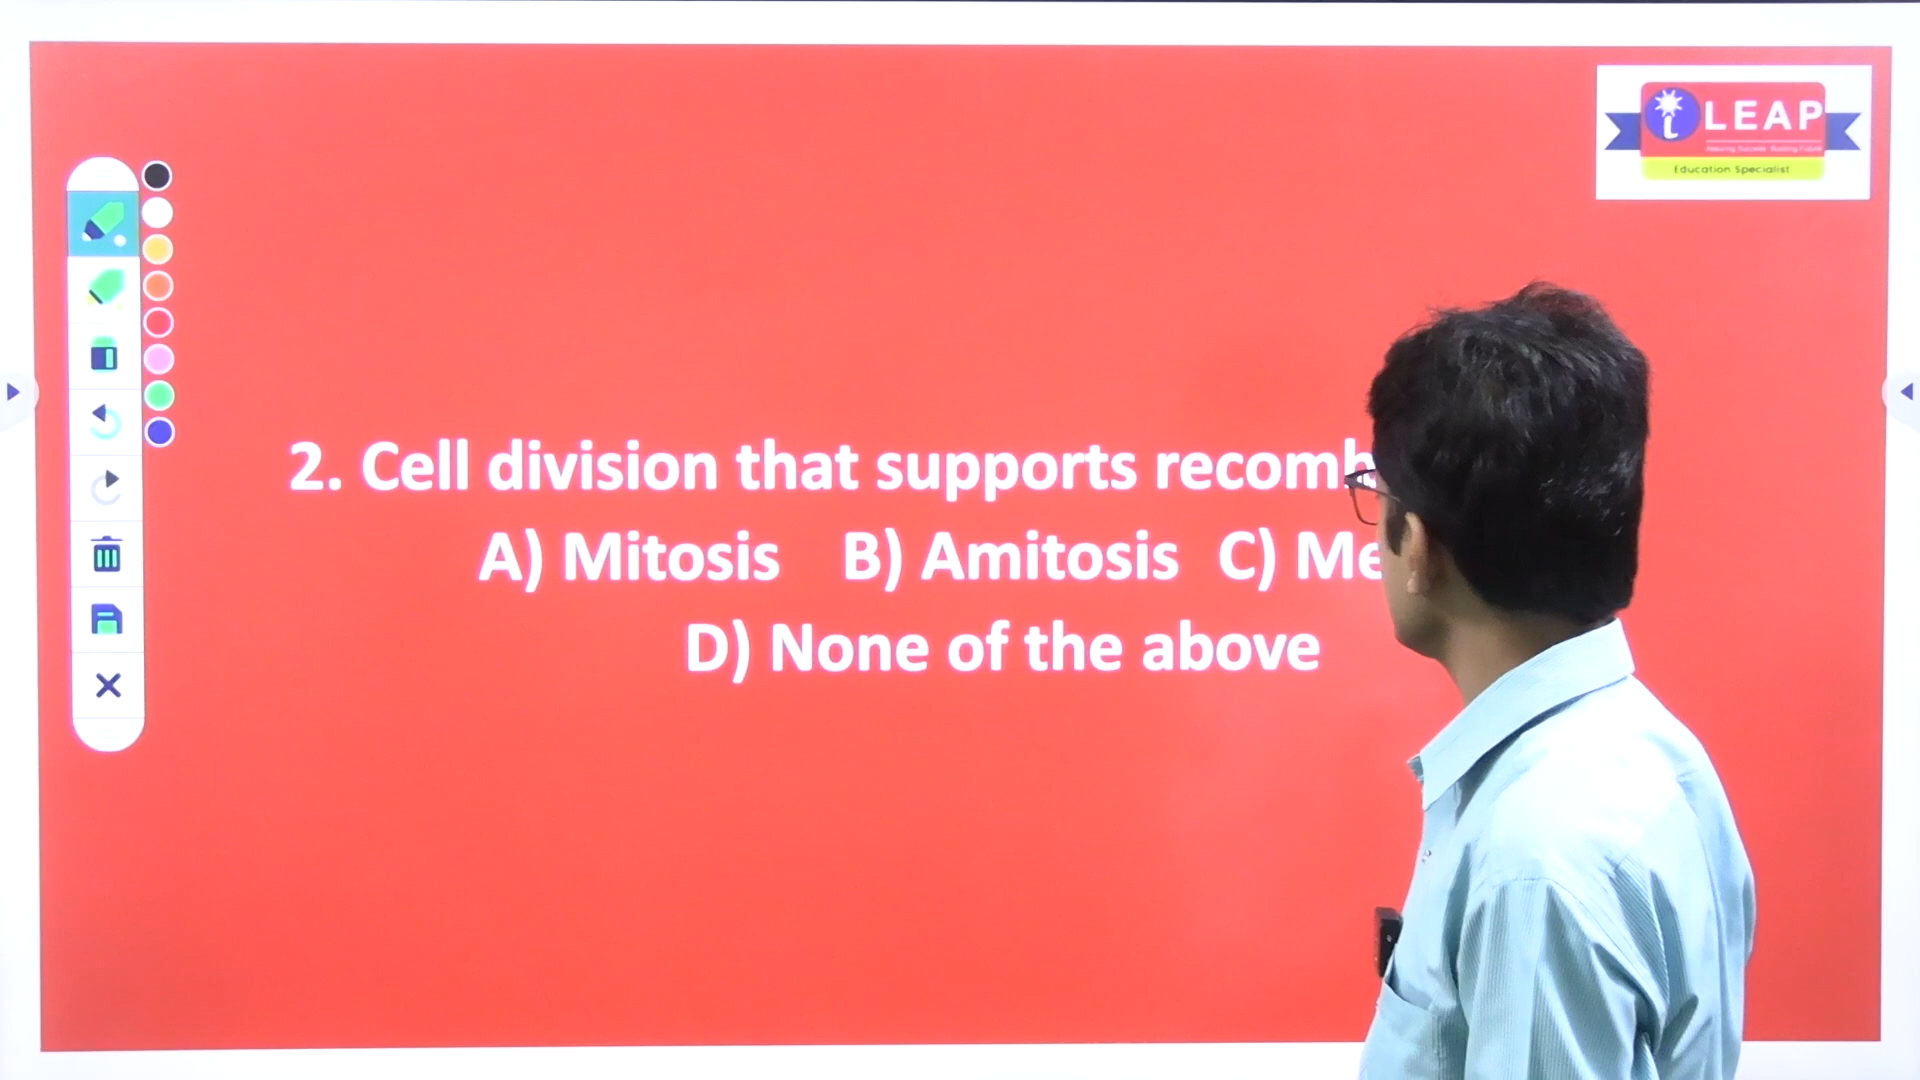 i LEAP
Education Specialist
2. Cell division that supports recomb
A) Mitosis B) Amitosis C) Me
D) None of the above